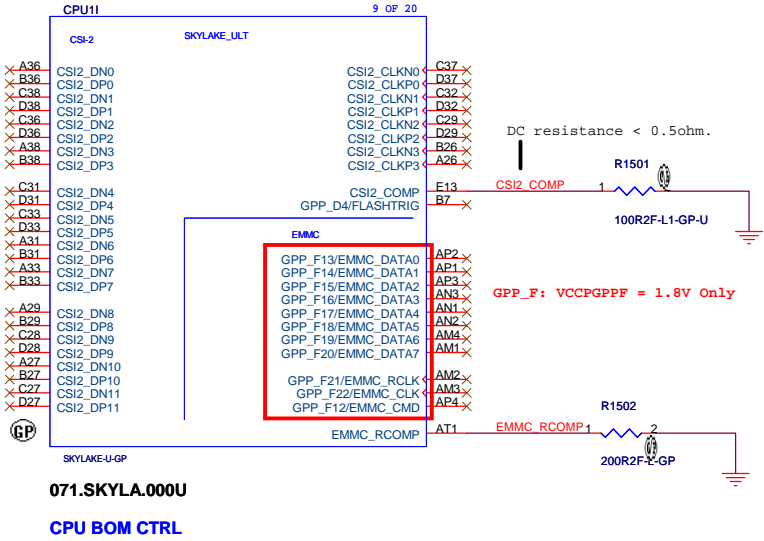 CPU1I
9 OF 20
CSI-2
SKYLAKE_ULT
A36 CSI2_DN0 CSI2_CLKN0 C37
B36 CSI2_DP0 CSI2_CLKP0 D37
C38 CSI2_DN1 CSI2_CLKN1 C32
D38 CSI2_DP1 CSI2_CLKP1 D32
C36 CSI2_DN2 CSI2_CLKN2 C29
D36 CSI2_DP2 CSI2_CLKP2 D29
A38 CSI2_DN3 CSI2_CLKN3 B26
B38 CSI2_DP3 CSI2_CLKP3 A26
DC resistance < 0.5ohm.
R1501
C31 CSI2_DN4 CSI2_COMP E13 CSI2_COMP 1
D31 CSI2_DP4 GPP_D4/FLASHTRIG B7
C33 CSI2_DN5
100R2F-L1-GP-U
D33 CSI2_DP5
A31 CSI2_DN6
EMMC
B31 CSI2_DP6 GPP_F13/EMMC_DATA0 AP2
A33 CSI2_DN7 GPP_F14/EMMC_DATA1 AP1
B33 CSI2_DP7 GPP_F15/EMMC_DATA2 AP3
GPP_F16/EMMC_DATA3 AN3
GPP_F: VCCPGPPF = 1.8V Only
A29 CSI2_DN8 GPP_F17/EMMC_DATA4 AN1
B29 CSI2_DP8 GPP_F18/EMMC_DATA5 AN2
C28 CSI2_DN9 GPP_F19/EMMC_DATA6 AM4
D28 CSI2_DP9 GPP_F20/EMMC_DATA7 AM1
A27 CSI2_DN10
B27 CSI2_DP10 GPP_F21/EMMC_RCLK AM2
C27 CSI2_DN11 GPP_F22/EMMC_CLK AM3
D27 CSI2_DP11 GPP_F12/EMMC_CMD AP4
R1502
GP
EMMC_RCOMP AT1 EMMC_RCOMP 1 2
SKYLAKE-U-GP
200R2F-L-GP
071.SKYLA.000U
CPU BOM CTRL